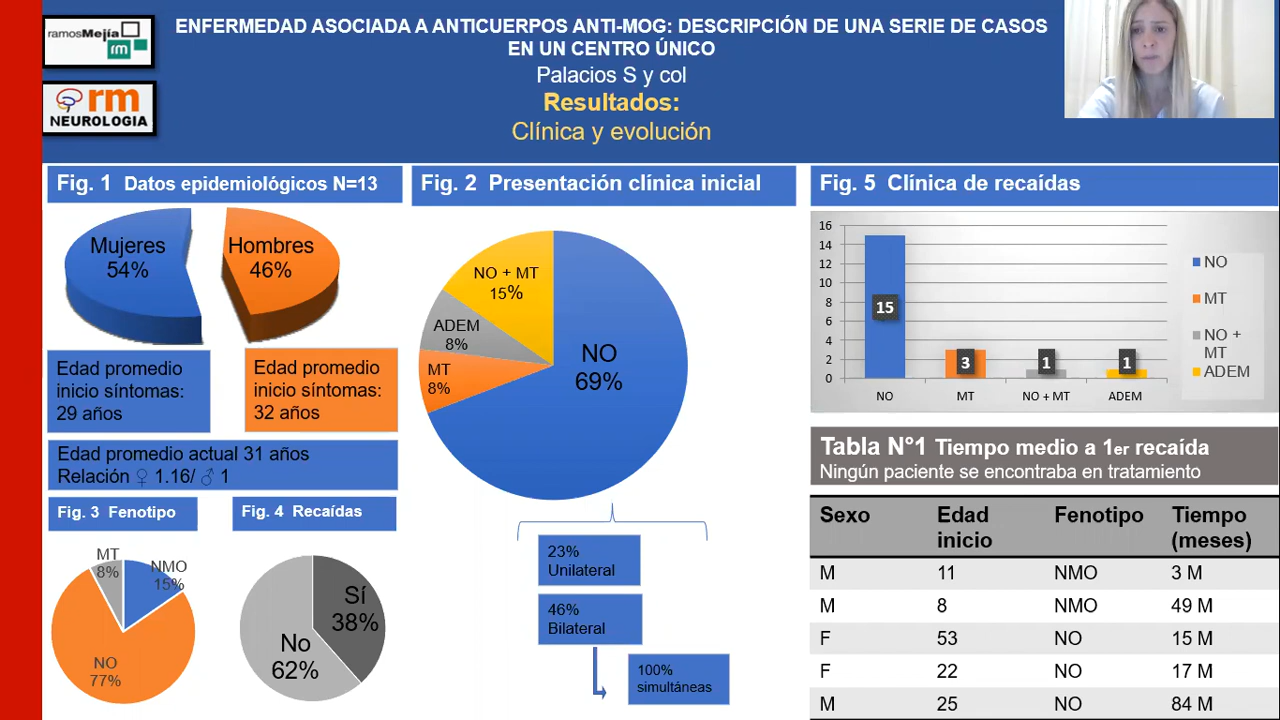 ramosMejía
rm
rm
NEUROLOGIA
ENFERMEDAD ASOCIADA A ANTICUERPOS ANTI-MOG: DESCRIPCIÓN DE UNA SERIE DE CASOS
EN UN CENTRO ÚNICO
Palacios S y col
Resultados:
Clínica y evolución
Fig. 1 Datos epidemiológicos N=13
Mujeres
54%
Hombres
46%
Edad promedio
inicio síntomas:
29 años
Edad promedio
inicio síntomas:
32 años
Edad promedio actual 31 años
Relación ♀ 1.16/ ♂ 1
Fig. 3 Fenotipo
MT
8%
NMO
15%
NO
77%
Fig. 4 Recaídas
Sí
38%
No
62%
Fig. 2 Presentación clínica inicial
NO + MT
15%
ADEM
8%
MT
8%
NO
69%
23%
Unilateral
46%
Bilateral
100%
simultáneas
Fig. 5 Clínica de recaídas
16
14
12
10
8
6
4
2
0
15
3
1
1
NO
MT
NO + MT
ADEM
NO
MT
NO +
MT
ADEM
Tabla N°1 Tiempo medio a 1er recaída
Ningún paciente se encontraba en tratamiento
Sexo Edad inicio Fenotipo Tiempo (meses)
M 11 NMO 3 M
M 8 NMO 49 M
F 53 NO 15 M
F 22 NO 17 M
M 25 NO 84 M